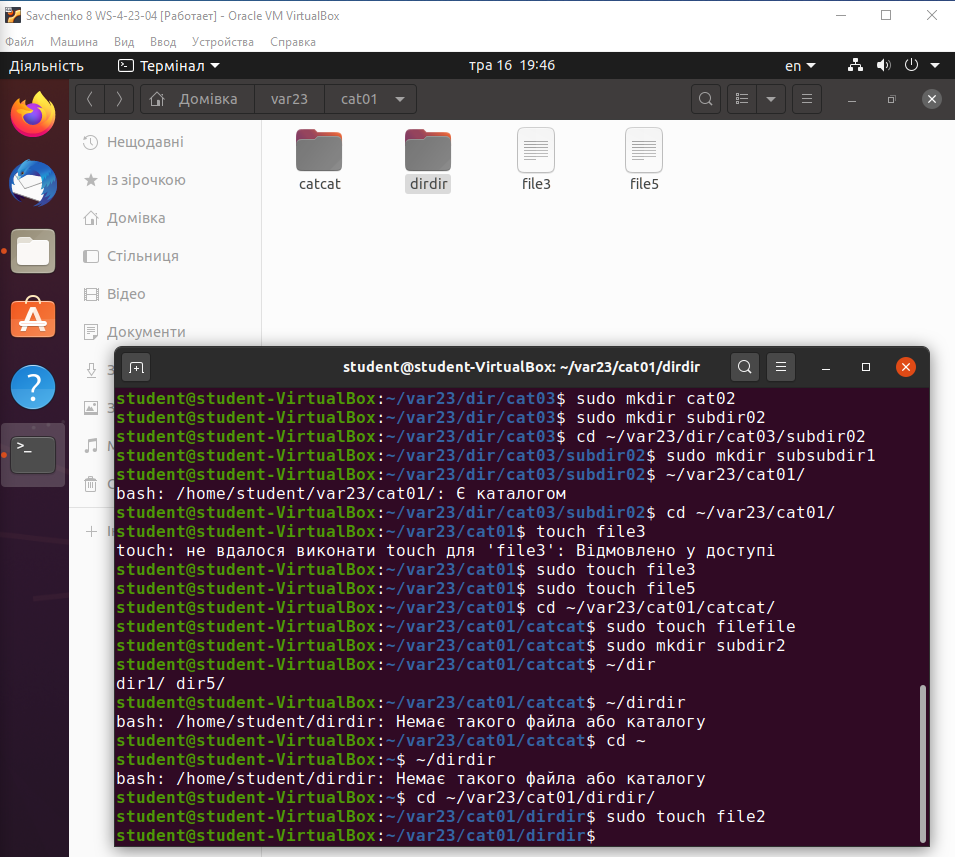 Savchenko 8 WS-4-23-04 [Работает] - Oracle VM VirtualBox
Файл Машина Вид Ввод Устройства Справка
Діяльність Термінал тра 16 19:46 en
Домівка var23 cat01
Нещодавні
Із зірочкою
Домівка
Стільниця
Відео
Документи
catcat dirdir file3 file5
student@student-VirtualBox: ~/var23/cat01/dirdir
student@student-VirtualBox:~/var23/dir/cat03$ sudo mkdir cat02
student@student-VirtualBox:~/var23/dir/cat03$ sudo mkdir subdir02
student@student-VirtualBox:~/var23/dir/cat03$ cd ~/var23/dir/cat03/subdir02
student@student-VirtualBox:~/var23/dir/cat03/subdir02$ sudo mkdir subsubdir1
student@student-VirtualBox:~/var23/dir/cat03/subdir02$ ~/var23/cat01/
bash: /home/student/var23/cat01/: Є каталогом
student@student-VirtualBox:~/var23/dir/cat03/subdir02$ cd ~/var23/cat01/
student@student-VirtualBox:~/var23/cat01$ touch file3
touch: не вдалося виконати touch для 'file3': Відмовлено у доступі
student@student-VirtualBox:~/var23/cat01$ sudo touch file3
student@student-VirtualBox:~/var23/cat01$ sudo touch file5
student@student-VirtualBox:~/var23/cat01$ cd ~/var23/cat01/catcat/
student@student-VirtualBox:~/var23/cat01/catcat$ sudo touch filefile
student@student-VirtualBox:~/var23/cat01/catcat$ sudo mkdir subdir2
student@student-VirtualBox:~/var23/cat01/catcat$ ~/dir
dir1/ dir5/
student@student-VirtualBox:~/var23/cat01/catcat$ ~/dirdir
bash: /home/student/dirdir: Немає такого файла або каталогу
student@student-VirtualBox:~/var23/cat01/catcat$ cd ~
student@student-VirtualBox:~$ ~/dirdir
bash: /home/student/dirdir: Немає такого файла або каталогу
student@student-VirtualBox:~$ cd ~/var23/cat01/dirdir/
student@student-VirtualBox:~/var23/cat01/dirdir$ sudo touch file2
student@student-VirtualBox:~/var23/cat01/dirdir$